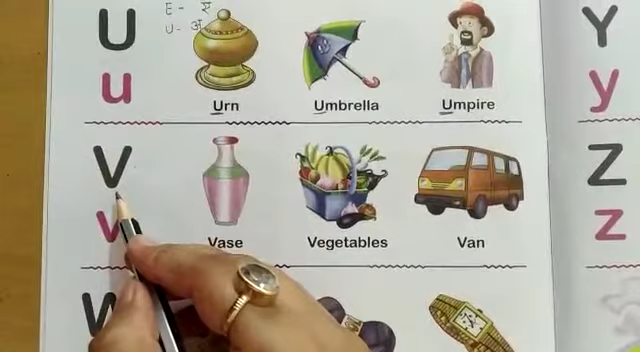 E - इ
U - अ
U
u
Urn Umbrella Umpire
V
v
Vase Vegetables Van
W
Y
y
Z
z